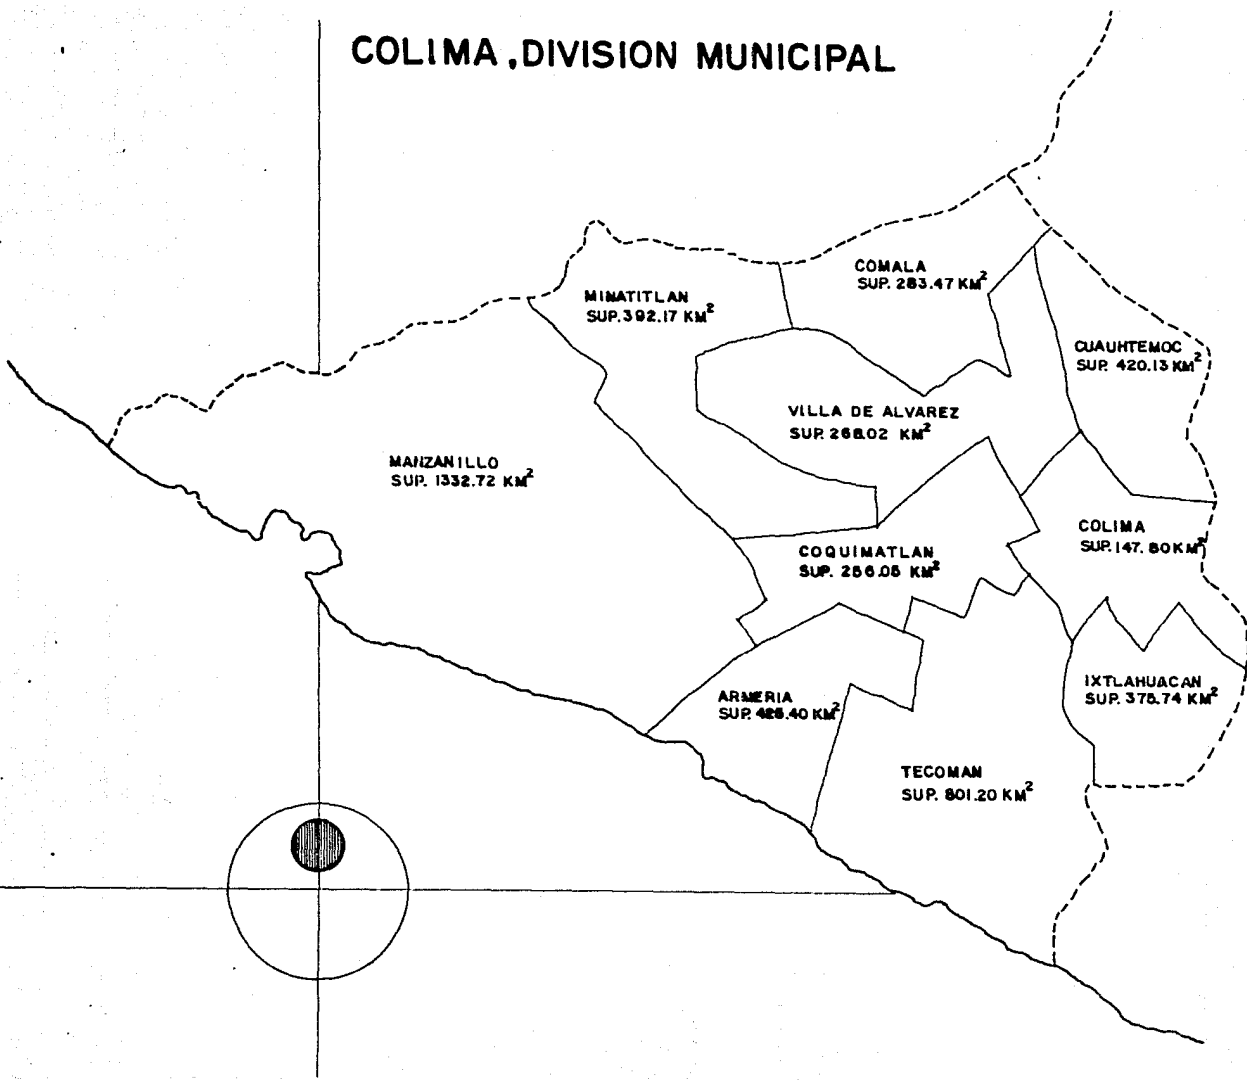 COLIMA, DIVISION MUNICIPAL
COMALA
SUP. 283.47 KM²
MINATITLAN
SUP. 392.17 KM²
CUAUHTEMOC
SUP. 420.13 KM²
VILLA DE ALVAREZ
SUP. 268.02 KM²
MANZANILLO
SUP. 1332.72 KM²
COLIMA
SUP. 147.80 KM²
COQUIMATLAN
SUP. 256.05 KM²
IXTLAHUACAN
SUP. 375.74 KM²
ARMERIA
SUP. KM²
TECOMAN
SUP. 801.20 KM²